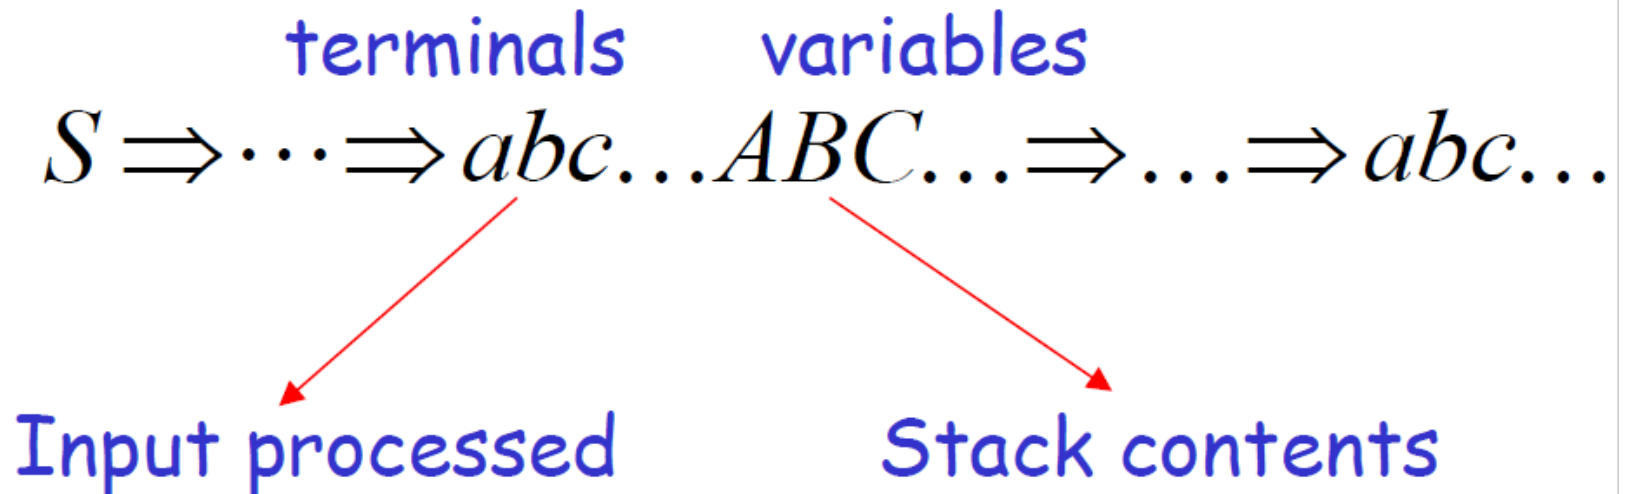 terminals variables
S ⇒ ⋯ ⇒ abc...ABC... ⇒ ... ⇒ abc...
Input processed Stack contents